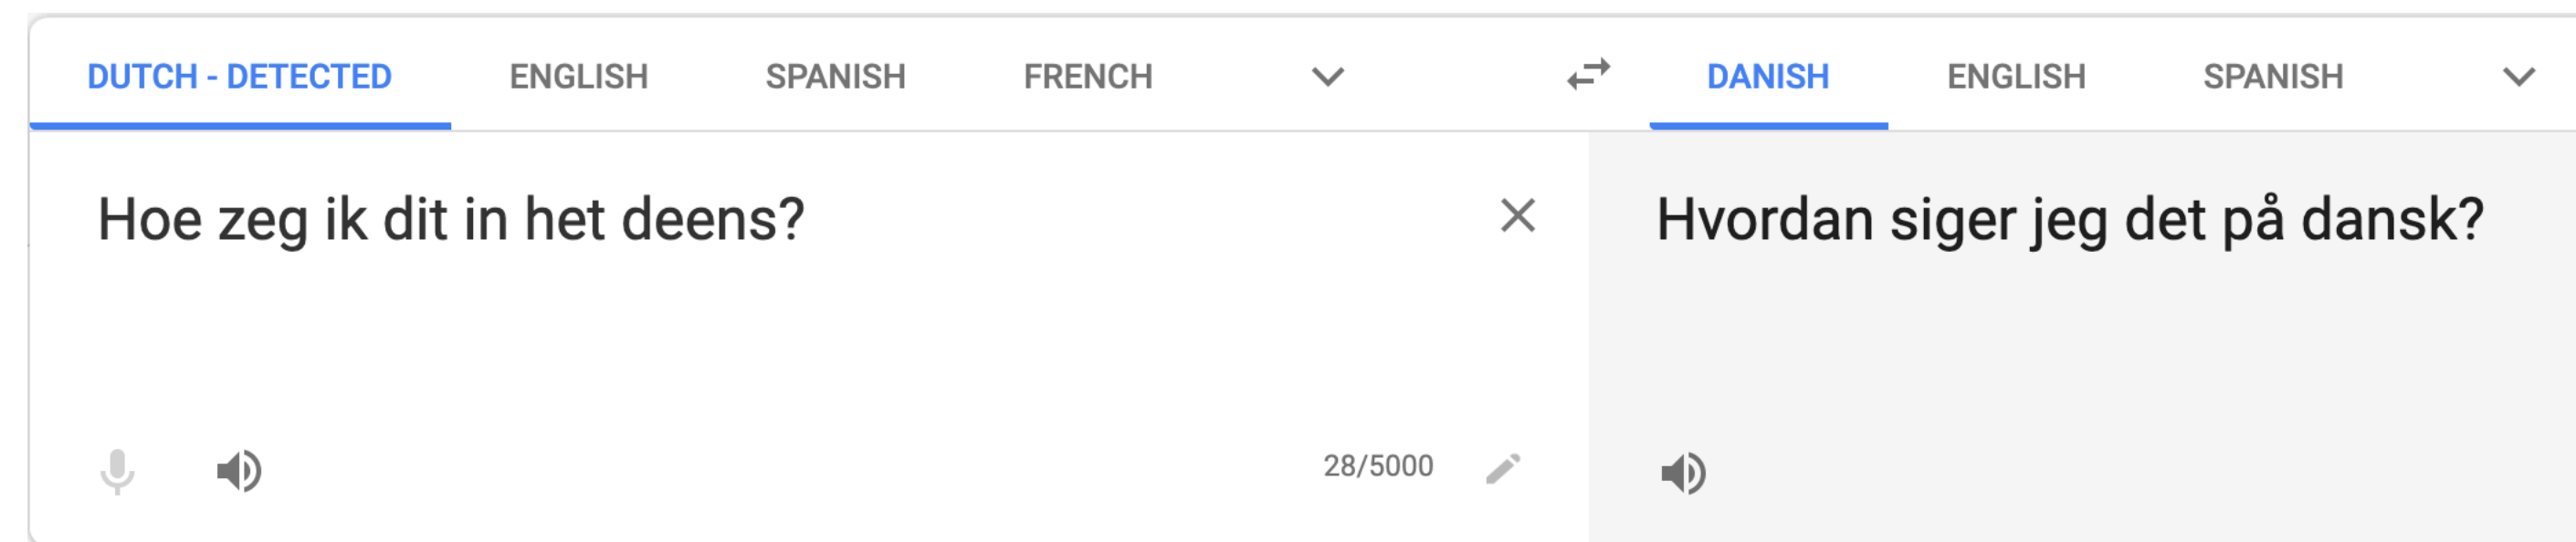 DUTCH - DETECTED ENGLISH SPANISH FRENCH DANISH ENGLISH SPANISH
Hoe zeg ik dit in het deens?
Hvordan siger jeg det på dansk?
28/5000